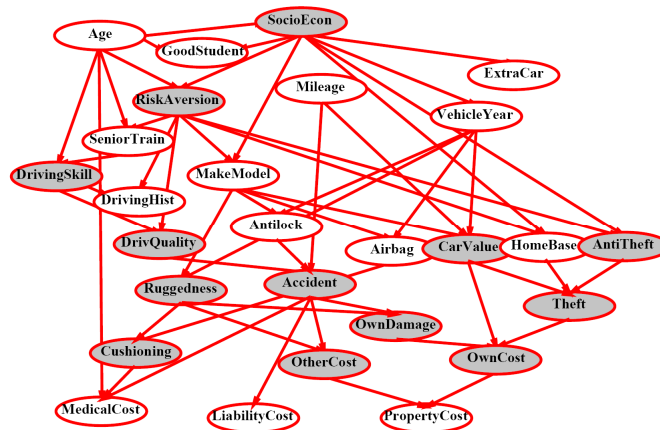 SocioEcon
Age
GoodStudent
ExtraCar
Mileage
RiskAversion
VehicleYear
SeniorTrain
DrivingSkill
MakeModel
DrivingHist
Antilock
DrivQuality
Airbag
CarValue
HomeBase
AntiTheft
Ruggedness
Accident
Theft
OwnDamage
Cushioning
OtherCost
OwnCost
MedicalCost
LiabilityCost
PropertyCost